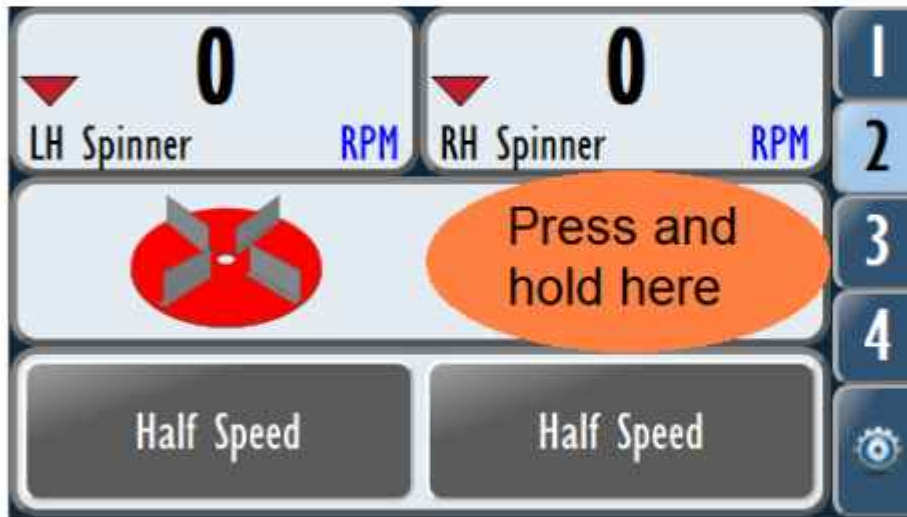 0
LH Spinner RPM
0
RH Spinner RPM
Press and
hold here
Half Speed
Half Speed
1
2
3
4